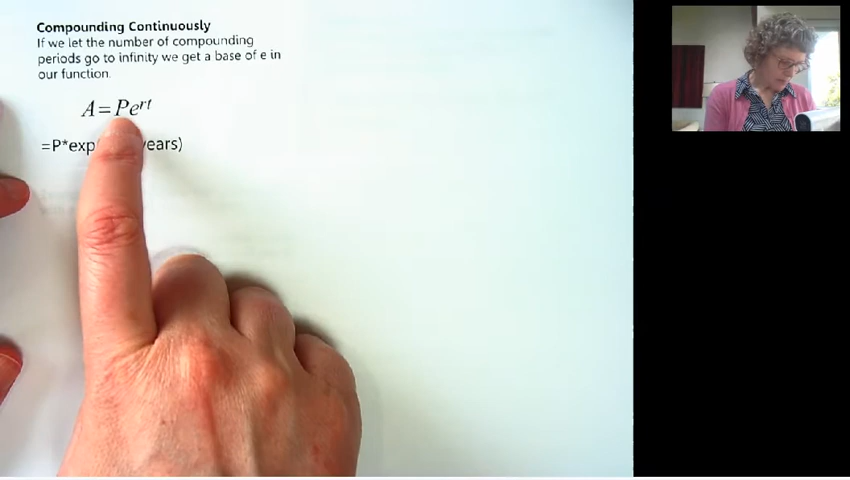 Compounding Continuously
If we let the number of compounding
periods go to infinity we get a base of e in
our function.
A=Pe^{rt}
=P*exp ears)